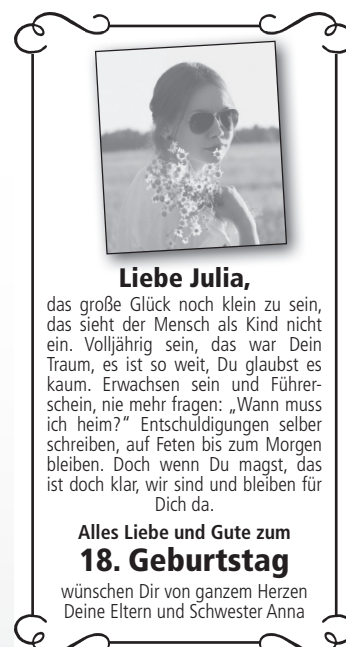 Liebe Julia,
das große Glück noch klein zu sein,
das sieht der Mensch als Kind nicht
ein. Volljährig sein, das war Dein
Traum, es ist so weit, Du glaubst es
kaum. Erwachsen sein und Führer-
schein, nie mehr fragen: „Wann muss
ich heim?“ Entschuldigungen selber
schreiben, auf Feten bis zum Morgen
bleiben. Doch wenn Du magst, das
ist doch klar, wir sind und bleiben für
Dich da.
Alles Liebe und Gute zum
18. Geburtstag
wünschen Dir von ganzem Herzen
Deine Eltern und Schwester Anna